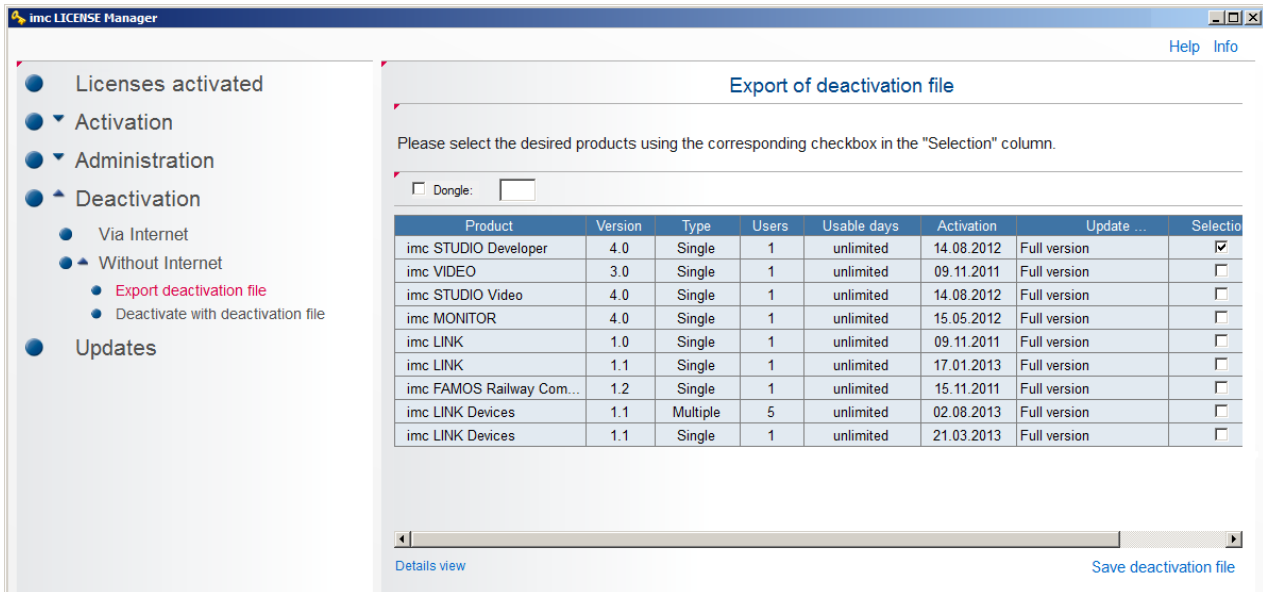 imc LICENSE Manager
Help Info
Licenses activated
Activation
Administration
Deactivation
Via Internet
Without Internet
Export deactivation file
Deactivate with deactivation file
Updates
Export of deactivation file
Please select the desired products using the corresponding checkbox in the "Selection" column.
Dongle:
Product Version Type Users Usable days Activation Update ... Selectio
imc STUDIO Developer 4.0 Single 1 unlimited 14.08.2012 Full version
imc VIDEO 3.0 Single 1 unlimited 09.11.2011 Full version
imc STUDIO Video 4.0 Single 1 unlimited 14.08.2012 Full version
imc MONITOR 4.0 Single 1 unlimited 15.05.2012 Full version
imc LINK 1.0 Single 1 unlimited 09.11.2011 Full version
imc LINK 1.1 Single 1 unlimited 17.01.2013 Full version
imc FAMOS Railway Com... 1.2 Single 1 unlimited 15.11.2011 Full version
imc LINK Devices 1.1 Multiple 5 unlimited 02.08.2013 Full version
imc LINK Devices 1.1 Single 1 unlimited 21.03.2013 Full version
Details view
Save deactivation file